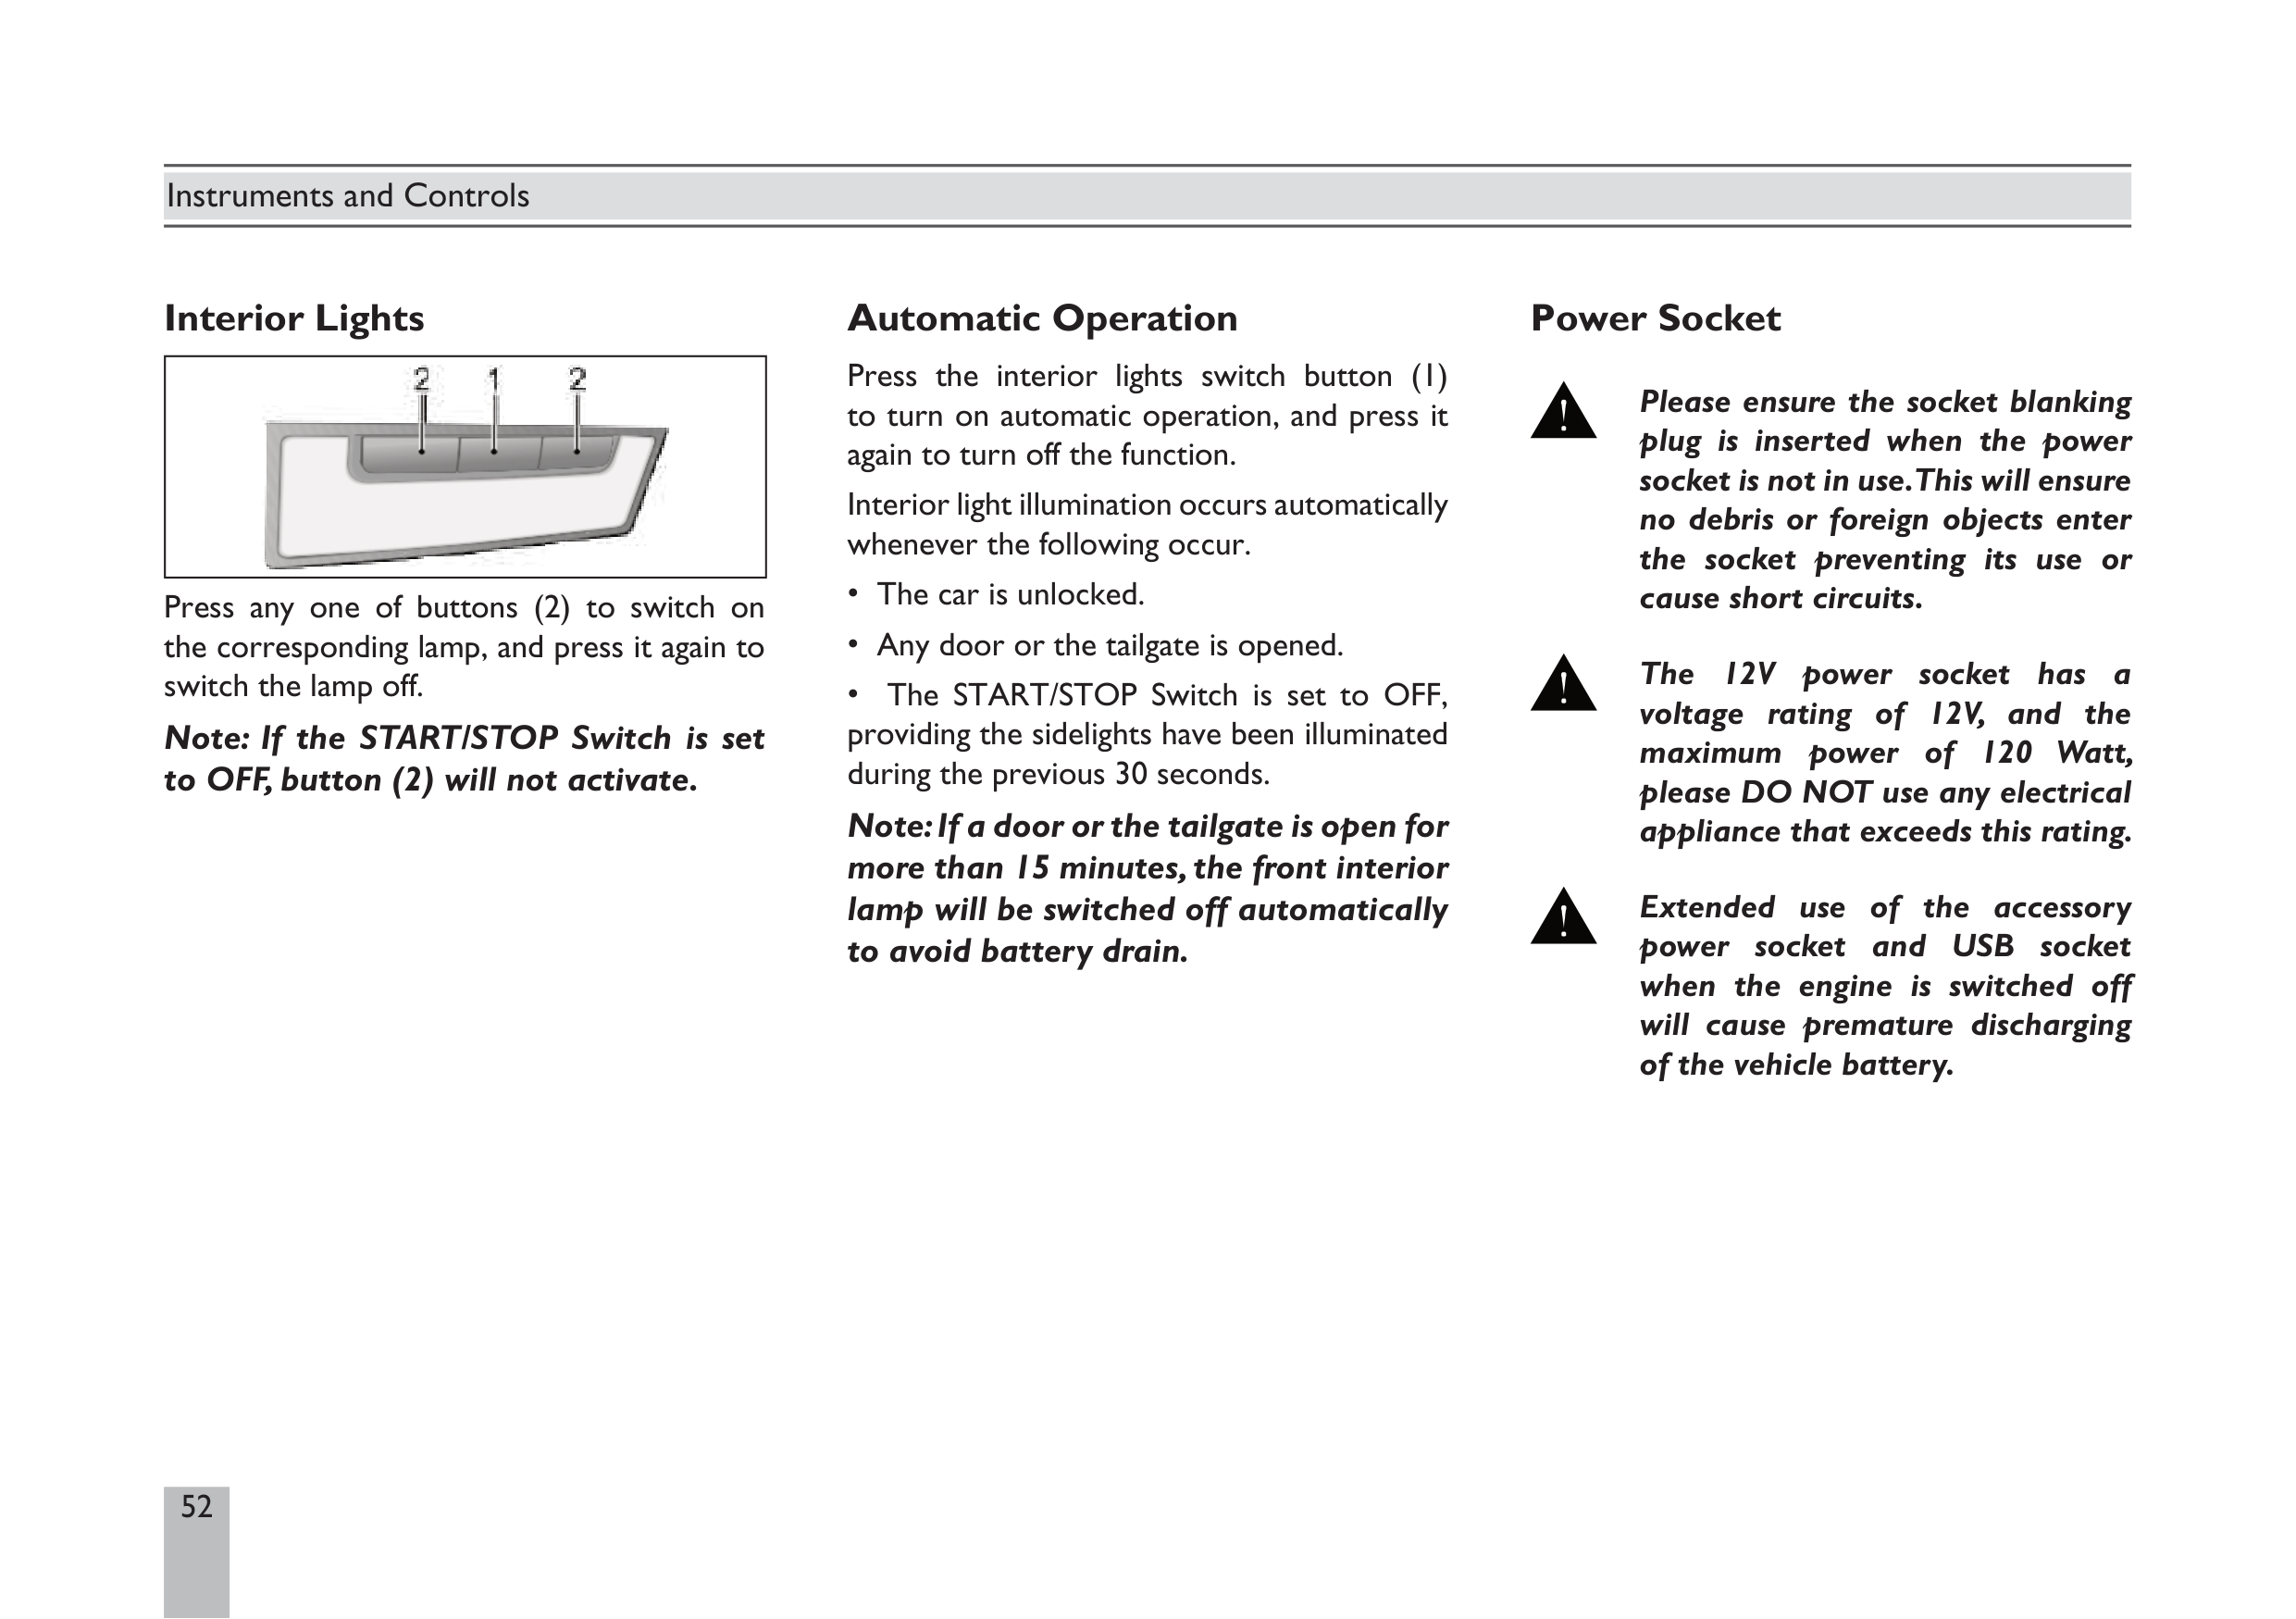 Instruments and Controls
Interior Lights
2 1 2
Press any one of buttons (2) to switch on
the corresponding lamp, and press it again to
switch the lamp off.
Note: If the START/STOP Switch is set
to OFF, button (2) will not activate.
Automatic Operation
Press the interior lights switch button (1)
to turn on automatic operation, and press it
again to turn off the function.
Interior light illumination occurs automatically
whenever the following occur.
• The car is unlocked.
• Any door or the tailgate is opened.
• The START/STOP Switch is set to OFF,
providing the sidelights have been illuminated
during the previous 30 seconds.
Note: If a door or the tailgate is open for
more than 15 minutes, the front interior
lamp will be switched off automatically
to avoid battery drain.
Power Socket
Please ensure the socket blanking
plug is inserted when the power
socket is not in use. This will ensure
no debris or foreign objects enter
the socket preventing its use or
cause short circuits.
The 12V power socket has a
voltage rating of 12V, and the
maximum power of 120 Watt,
please DO NOT use any electrical
appliance that exceeds this rating.
Extended use of the accessory
power socket and USB socket
when the engine is switched off
will cause premature discharging
of the vehicle battery.
52